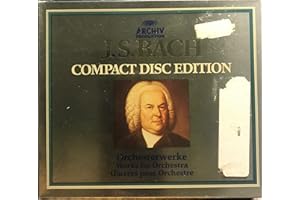 ARCHIV
PRODUKTION
J.S. BACH
COMPACT DISC EDITION
Orchesterwerke
Works for Orchestra
Œuvres pour Orchestre